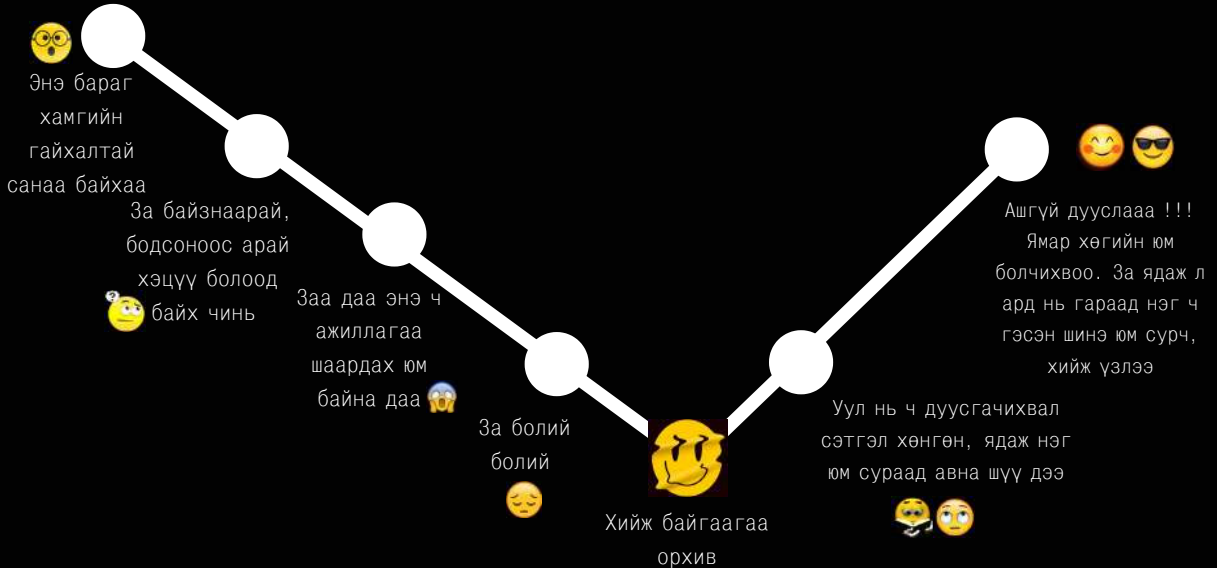 Энэ бараг
хамгийн
гайхалтай
санаа байхаа
За байзнаарай,
бодсоноос арай
хэцүү болоод
байх чинь
Заа даа энэ ч
ажиллагаа
шаардах юм
байна даа
За болий
болий
Хийж байгаагаа
орхив
Уул нь ч дуусгачихвал
сэтгэл хөнгөн, ядаж нэг
юм сураад авна шүү дээ
Ашгүй дууслааа !!!
Ямар хөгийн юм
болчихвоо. За ядаж л
ард нь гараад нэг ч
гэсэн шинэ юм сурч,
хийж үзлээ